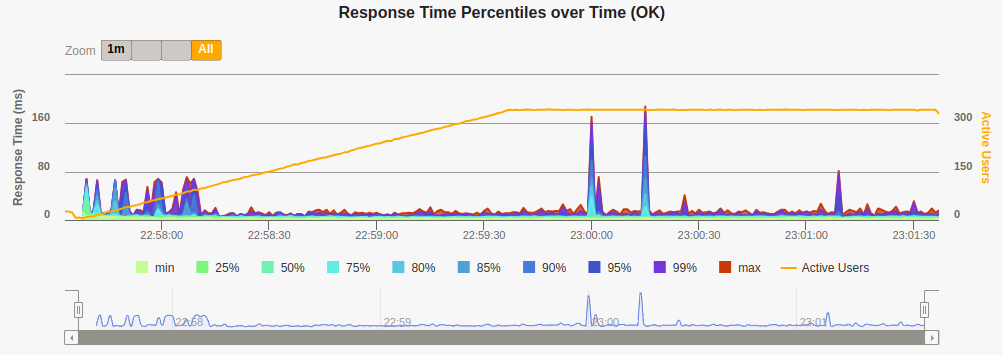 Response Time Percentiles over Time (OK)
Zoom 1m All
Response Time (ms)
160
80
0
300
150
0
Active Users
22:58:00 22:58:30 22:59:00 22:59:30 23:00:00 23:00:30 23:01:00 23:01:30
min 25% 50% 75% 80% 85% 90% 95% 99% max Active Users
22:58 22:59 23:00 23:01